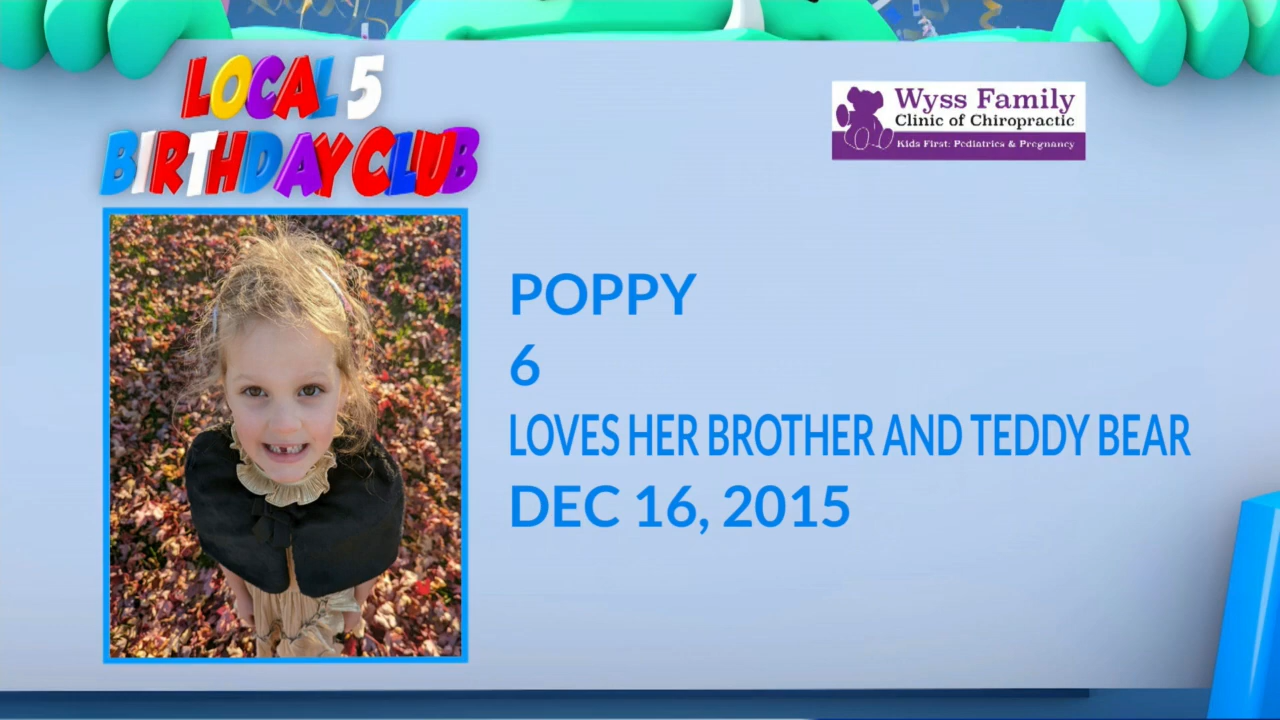 LOCAL 5
BIRTHDAY CLUB
Wyss Family
Clinic of Chiropractic
Kids First: Pediatrics & Pregnancy
POPPY
6
LOVES HER BROTHER AND TEDDY BEAR
DEC 16, 2015